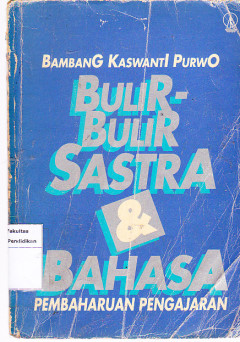 BAMBANG KASWANTI PURWO
BULIR-
BULIR
SASTRA
&
BAHASA
PEMBAHARUAN PENGAJARAN
Fakultas
Pendidikan